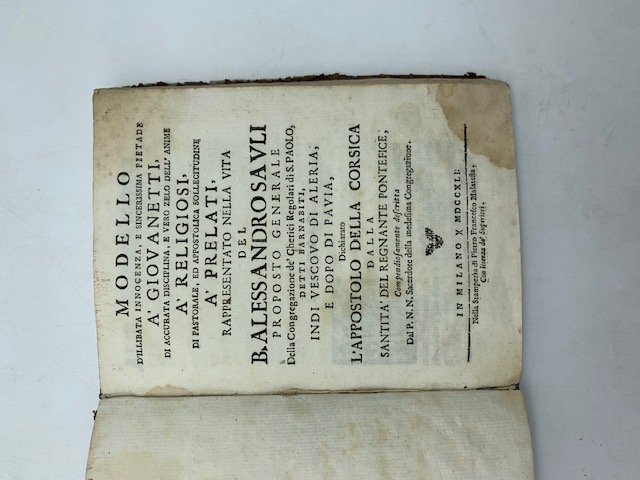 MODELLO
D'ILLIBATA INNOCENZA, E SINCERISSIMA PIETADE
A' GIOVANETTI,
DI ACCURATA DISCIPLINA, E VERO ZELO DELL' ANIME
A' RELIGIOSI,
DI PASTORALE, ED APPOSTOLICA SOLLECITUDINE
A' PRELATI,
RAPPRESENTATO NELLA VITA
DEL
B. ALESSANDRO SAVLI
PROPOSTO GENERALE
Della Congregazione de' Cherici Regolari di S. PAOLO,
DETTI BARNABITI,
INDI VESCOVO DI ALERIA,
E DOPO DI PAVIA,
Dichiarato
L'APPOSTOLO DELLA CORSICA
DALLA
SANTITA' DEL REGNANTE PONTEFICE,
Compendiosamente descritta
Dal P. N. N. Sacerdote della medesima Congregazione.
IN MILANO X MDCCXLI.
Nella Stamperia di Pietro Francesco Malatesta,
Con licenza de' Superiori.